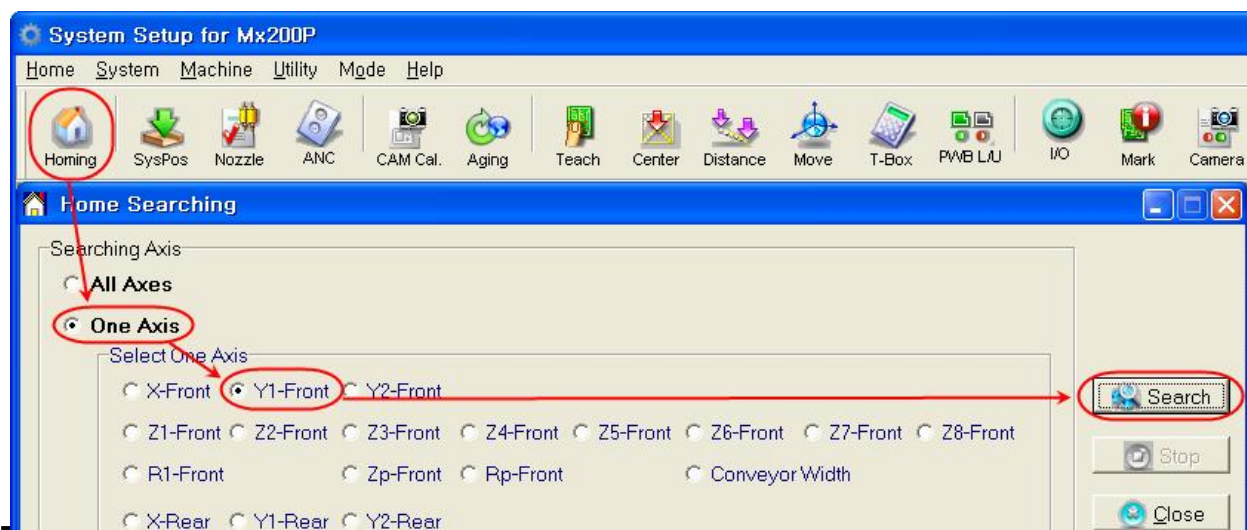 System Setup for Mx200P
Home System Machine Utility Mode Help
Homing SysPos Nozzle ANC CAM Cal. Aging Teach Center Distance Move T-Box PWB L/U I/O Mark Camera
Home Searching
Searching Axis
All Axes
One Axis
Select One Axis
X-Front Y1-Front Y2-Front
Search
Z1-Front Z2-Front Z3-Front Z4-Front Z5-Front Z6-Front Z7-Front Z8-Front
Stop
R1-Front Zp-Front Rp-Front Conveyor Width
Close
X-Rear Y1-Rear Y2-Rear